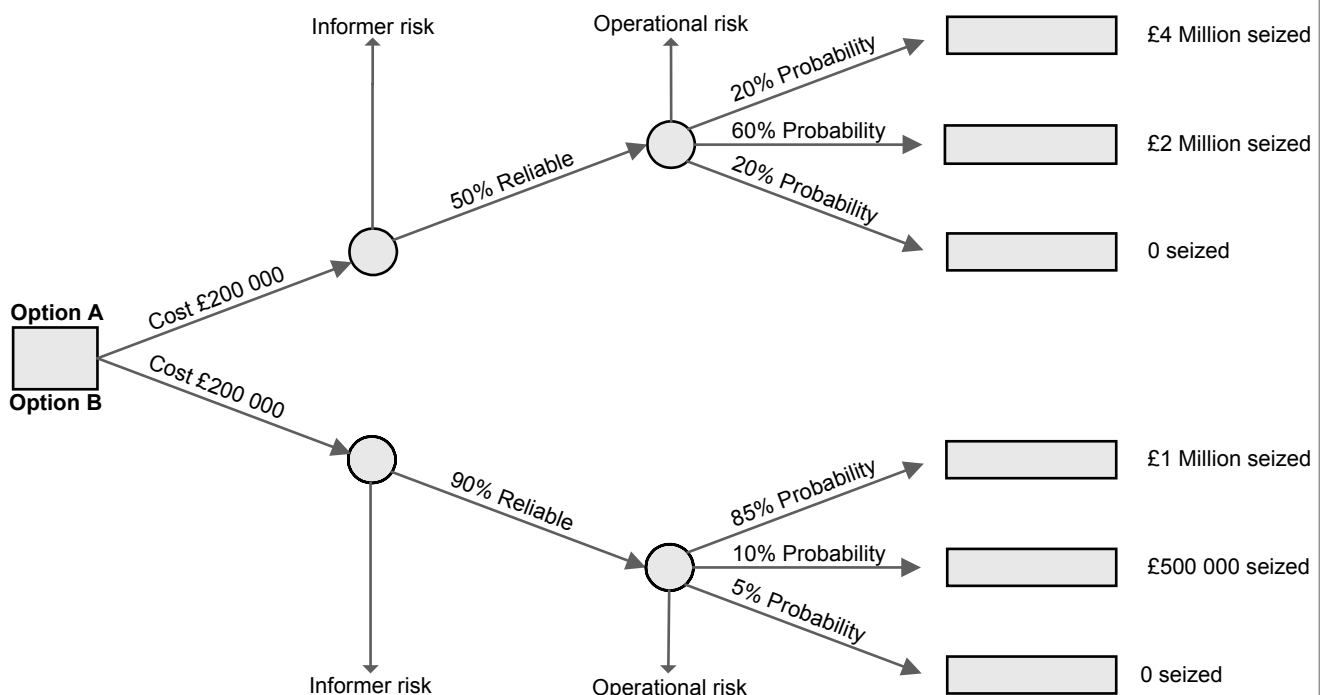 Informer risk
Operational risk
20% Probability
£4 Million seized
60% Probability
£2 Million seized
20% Probability
0 seized
50% Reliable
Cost £200 000
Option A
Option B
Cost £200 000
90% Reliable
85% Probability
£1 Million seized
10% Probability
£500 000 seized
5% Probability
0 seized
Informer risk
Operational risk